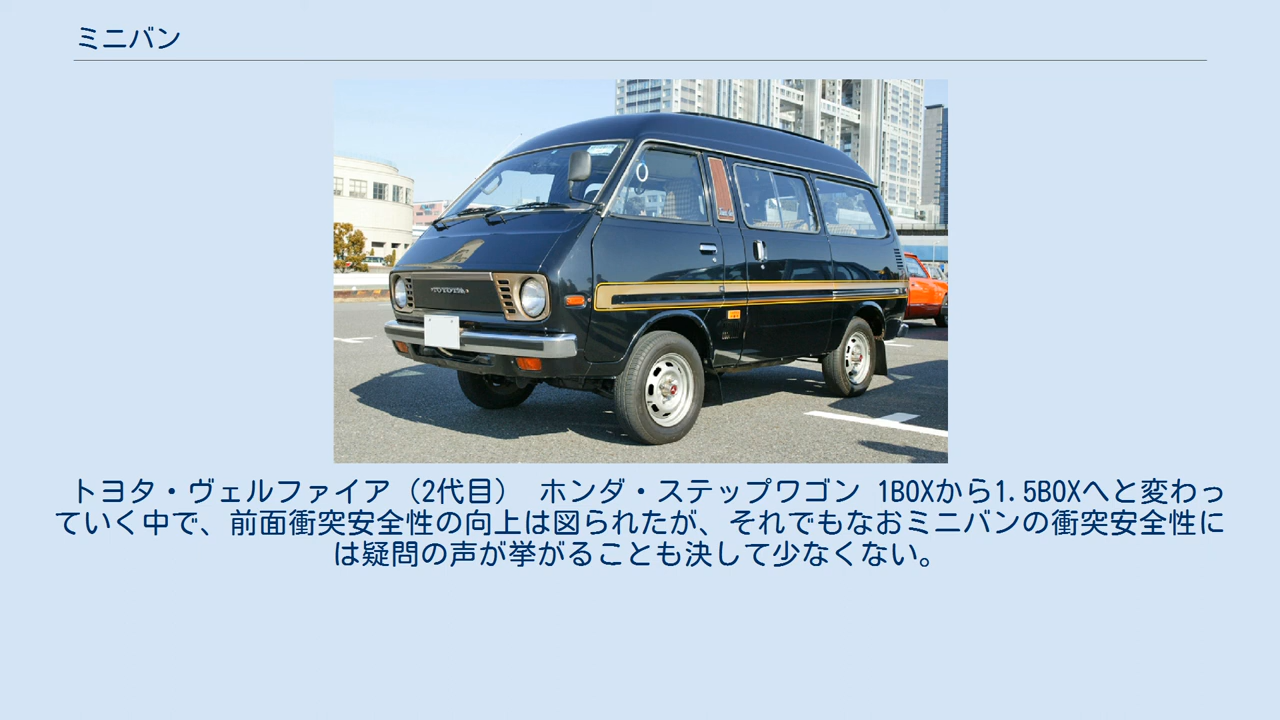 ミニバン
TOYOTA
トヨタ・ヴェルファイア（2代目） ホンダ・ステップワゴン 1BOXから1.5BOXへと変わっ
ていく中で、前面衝突安全性の向上は図られたが、それでもなおミニバンの衝突安全性に
は疑問の声が挙がることも決して少なくない。